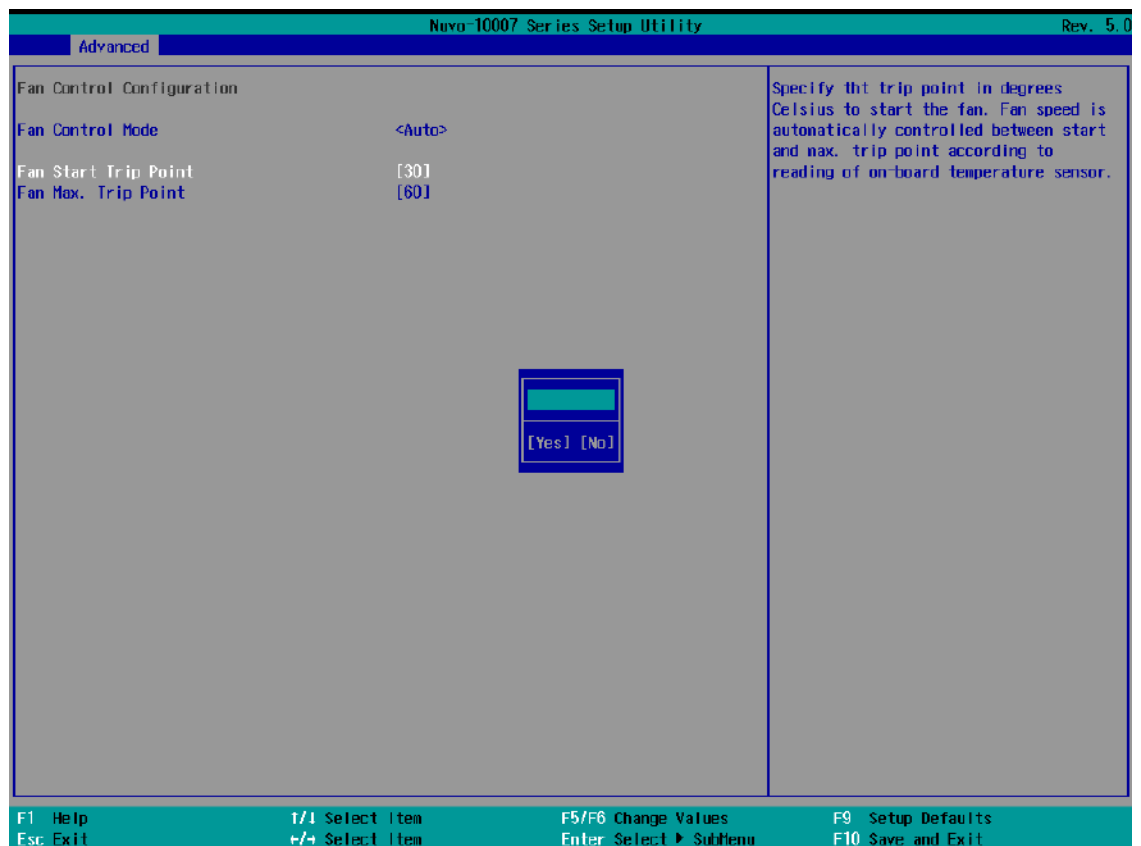 Nuvo-10007 Series Setup Utility Rev. 5.0
Advanced
Fan Control Configuration
Fan Control Mode <Auto>
Fan Start Trip Point [30]
Fan Max. Trip Point [60]
Specify tht trip point in degrees
Celsius to start the fan. Fan speed is
automatically controlled between start
and nax. trip point according to
reading of on-board temperature sensor.
[Yes] [No]
F1 Help ↑/↓ Select Item F5/F6 Change Values F9 Setup Defaults
Esc Exit ←/→ Select Item Enter Select ▶ SubMenu F10 Save and Exit